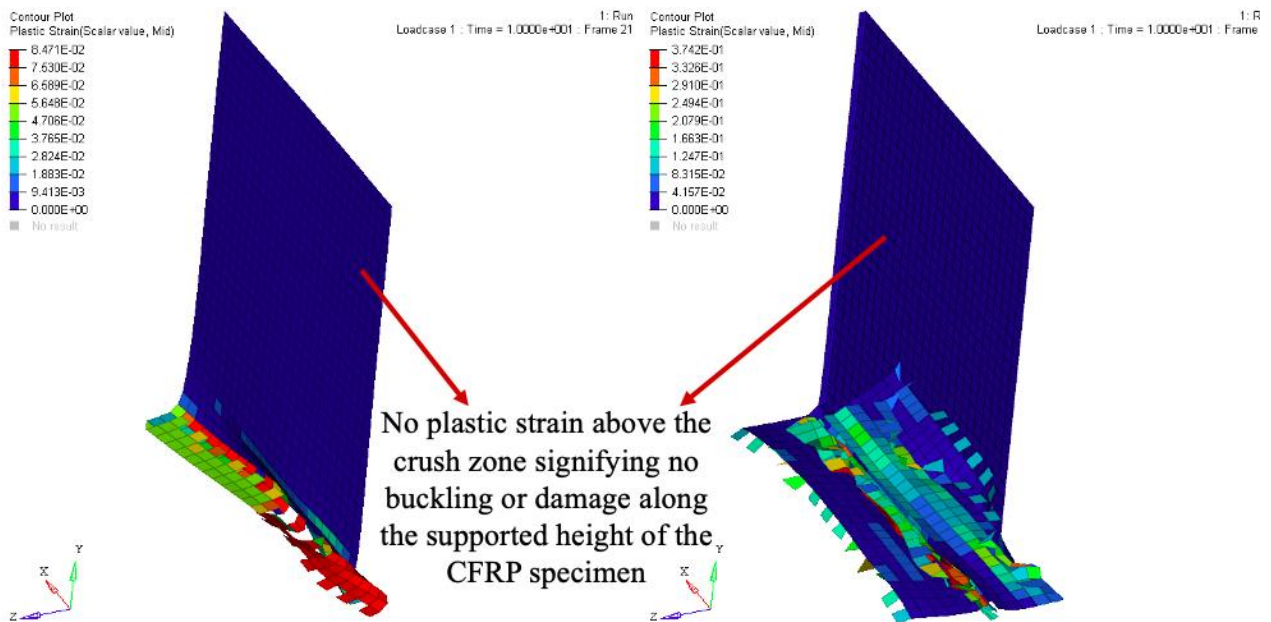 Contour Plot
Plastic Strain(Scalar value, Mid)
8.471E-02
7.530E-02
6.589E-02
5.648E-02
4.706E-02
3.765E-02
2.824E-02
1.883E-02
9.413E-03
0.000E+00
No result
1: Run
Loadcase 1 : Time = 1.0000e+001 : Frame 21
Contour Plot
Plastic Strain(Scalar value, Mid)
3.742E-01
3.326E-01
2.910E-01
2.494E-01
2.079E-01
1.663E-01
1.247E-01
8.315E-02
4.157E-02
0.000E+00
No result
1: R
Loadcase 1 : Time = 1.0000e+001 : Frame
No plastic strain above the
crush zone signifying no
buckling or damage along
the supported height of the
CFRP specimen
Y
X
Z
Y
X
Z